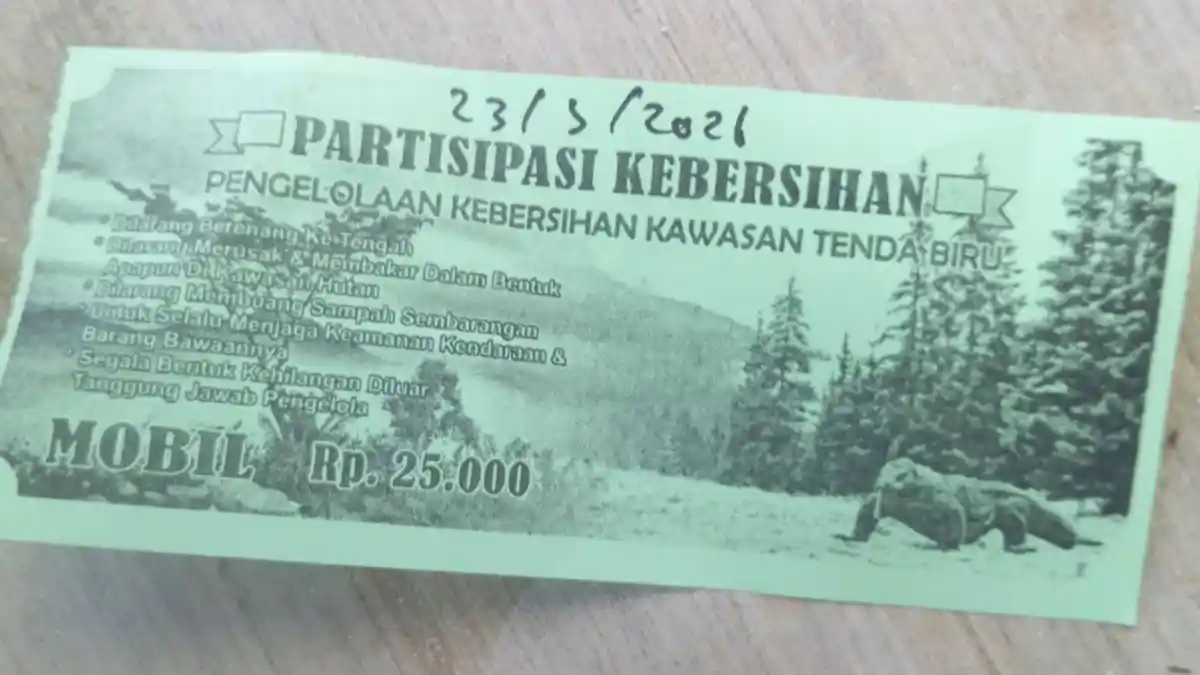 23/3/2026
PARTISIPASI KEBERSIHAN
PENGELOLAAN KEBERSIHAN KAWASAN TENDA BIRU
* Dilarang Berenang Ke Tengah
* Dilarang Merusak & Membakar Dalam Bentuk
Apapun Di Kawasan Hutan
* Dilarang Membuang Sampah Sembarangan
* Untuk Selalu Menjaga Keamanan Kendaraan &
Barang Bawaannya
* Segala Bentuk Kehilangan Diluar
Tanggung Jawab Pengelola
MOBIL Rp. 25.000